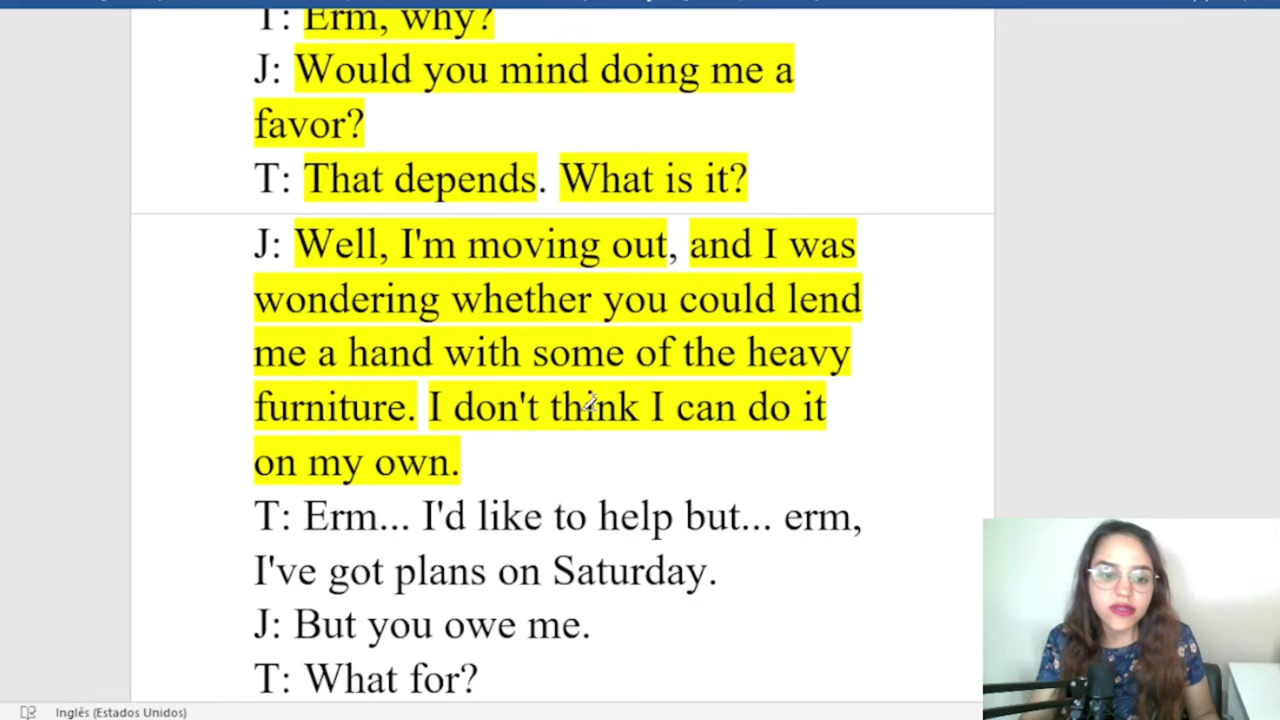 T: Erm, why?
J: Would you mind doing me a
favor?
T: That depends. What is it?
J: Well, I'm moving out, and I was
wondering whether you could lend
me a hand with some of the heavy
furniture. I don't think I can do it
on my own.
T: Erm... I'd like to help but... erm,
I've got plans on Saturday.
J: But you owe me.
T: What for?
Inglês (Estados Unidos)